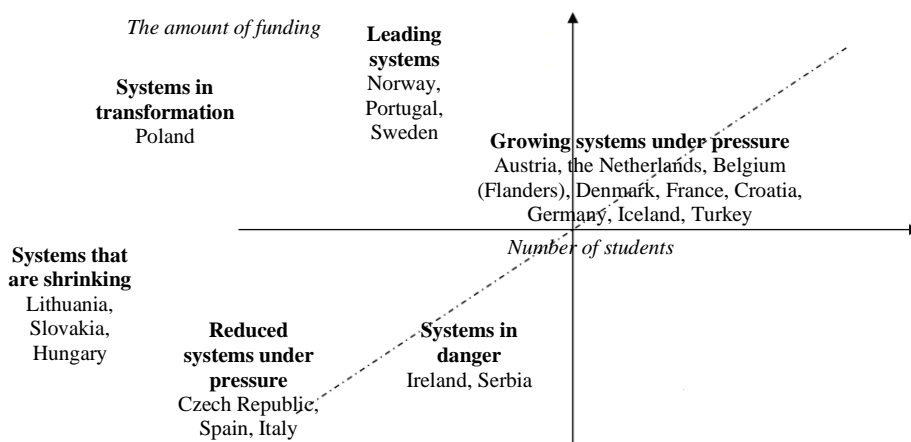 The amount of funding
Leading
systems
Norway,
Portugal,
Sweden
Systems in
transformation
Poland
Growing systems under pressure
Austria, the Netherlands, Belgium
(Flanders), Denmark, France, Croatia,
Germany, Iceland, Turkey
Number of students
Systems that
are shrinking
Lithuania,
Slovakia,
Hungary
Reduced
systems under
pressure
Czech Republic,
Spain, Italy
Systems in
danger
Ireland, Serbia